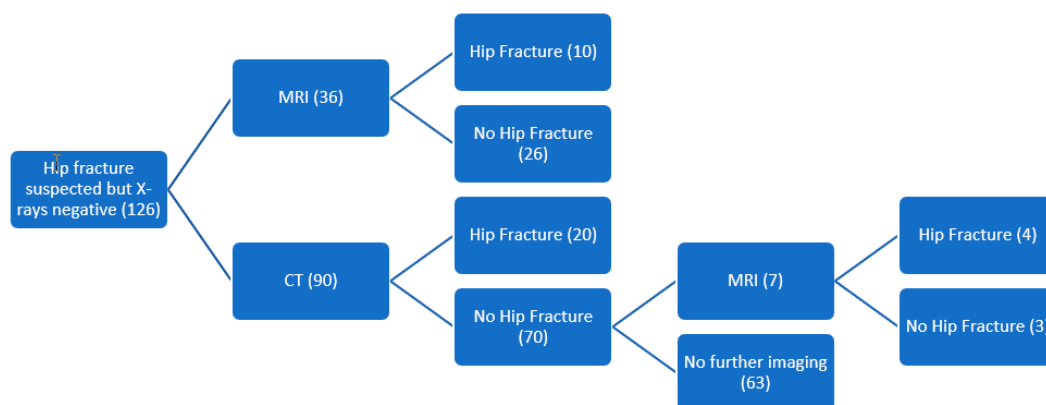 Hip fracture
suspected but X-
rays negative (126)
MRI (36)
Hip Fracture (10)
No Hip Fracture
(26)
CT (90)
Hip Fracture (20)
No Hip Fracture
(70)
MRI (7)
Hip Fracture (4)
No Hip Fracture (3)
No further imaging
(63)